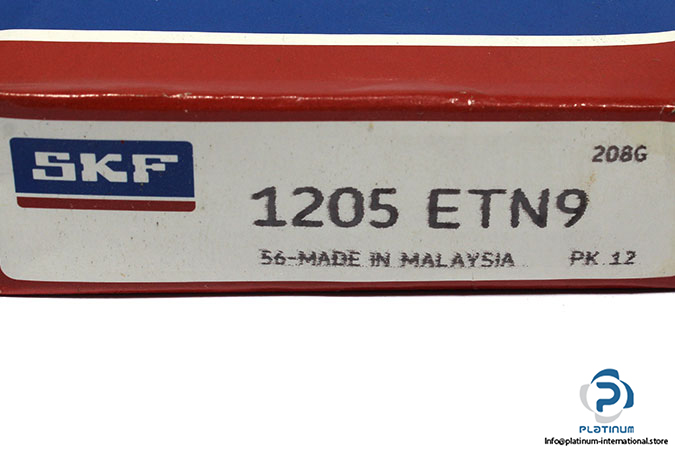 208G
SKF
1205 ETN9
56-MADE IN MALAYSIA PK 12
PLATINUM
Info@platinum-international.store